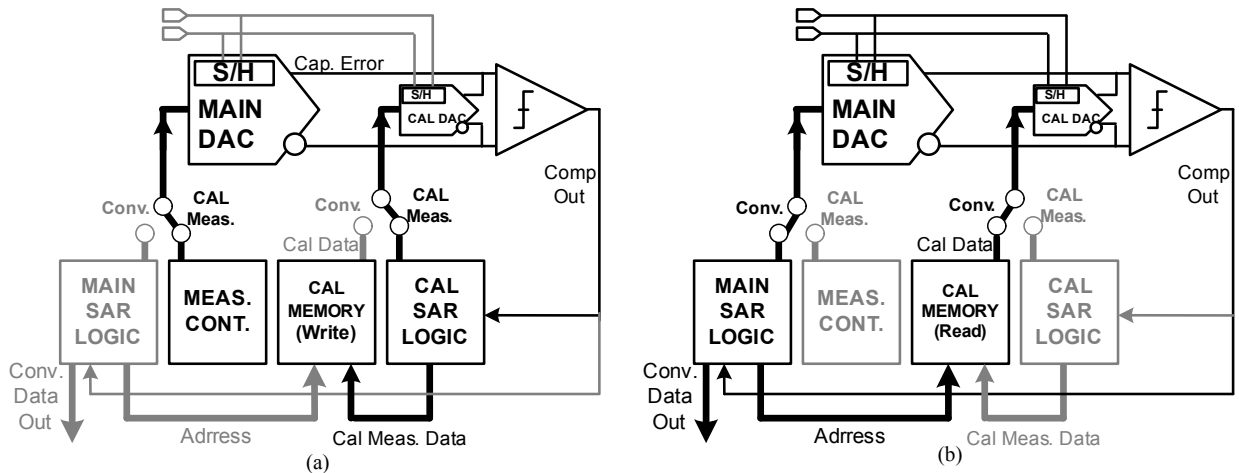 S/H
MAIN
DAC
Cap. Error
S/H
CAL DAC
Comp
Out
Conv.
CAL
Meas.
Conv.
CAL
Meas.
Cal Data
MAIN
SAR
LOGIC
MEAS.
CONT.
CAL
MEMORY
(Write)
CAL
SAR
LOGIC
Conv.
Data
Out
Adrress
Cal Meas. Data
(a)
S/H
MAIN
DAC
S/H
CAL DAC
Comp
Out
Conv.
CAL
Meas.
Conv.
CAL
Meas.
Cal Data
MAIN
SAR
LOGIC
MEAS.
CONT.
CAL
MEMORY
(Read)
CAL
SAR
LOGIC
Conv.
Data
Out
Adrress
Cal Meas. Data
(b)